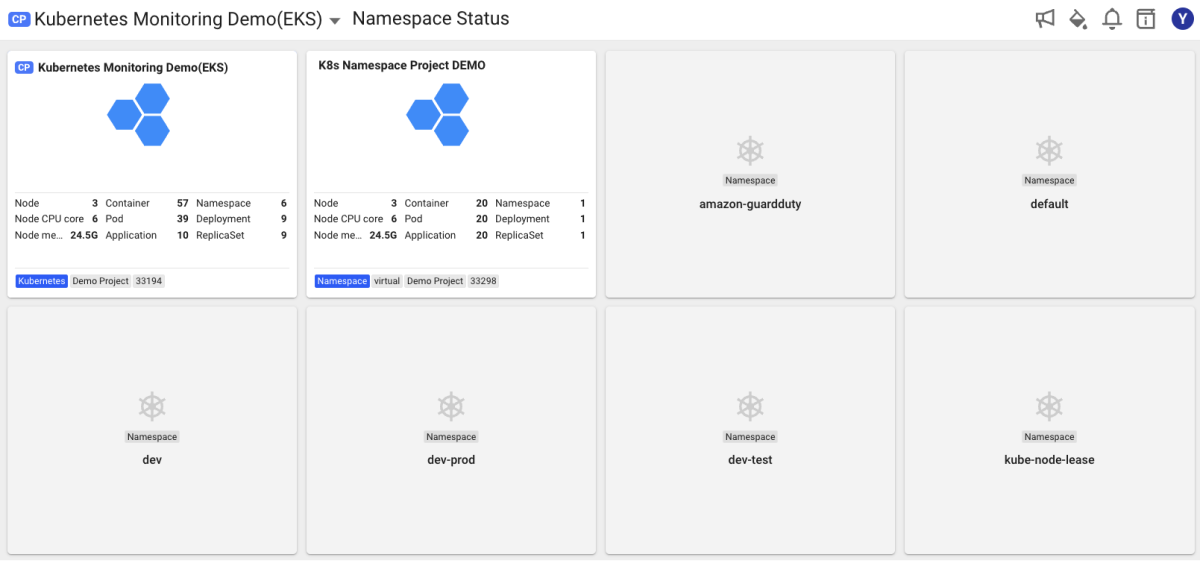 CP Kubernetes Monitoring Demo(EKS) Namespace Status Y
CP Kubernetes Monitoring Demo(EKS)
Node 3 Container 57 Namespace 6
Node CPU core 6 Pod 39 Deployment 9
Node me... 24.5G Application 10 ReplicaSet 9
Kubernetes Demo Project 33194
K8s Namespace Project DEMO
Node 3 Container 20 Namespace 1
Node CPU core 6 Pod 20 Deployment 1
Node me... 24.5G Application 20 ReplicaSet 1
Namespace virtual Demo Project 33298
Namespace
amazon-guardduty
Namespace
default
Namespace
dev
Namespace
dev-prod
Namespace
dev-test
Namespace
kube-node-lease